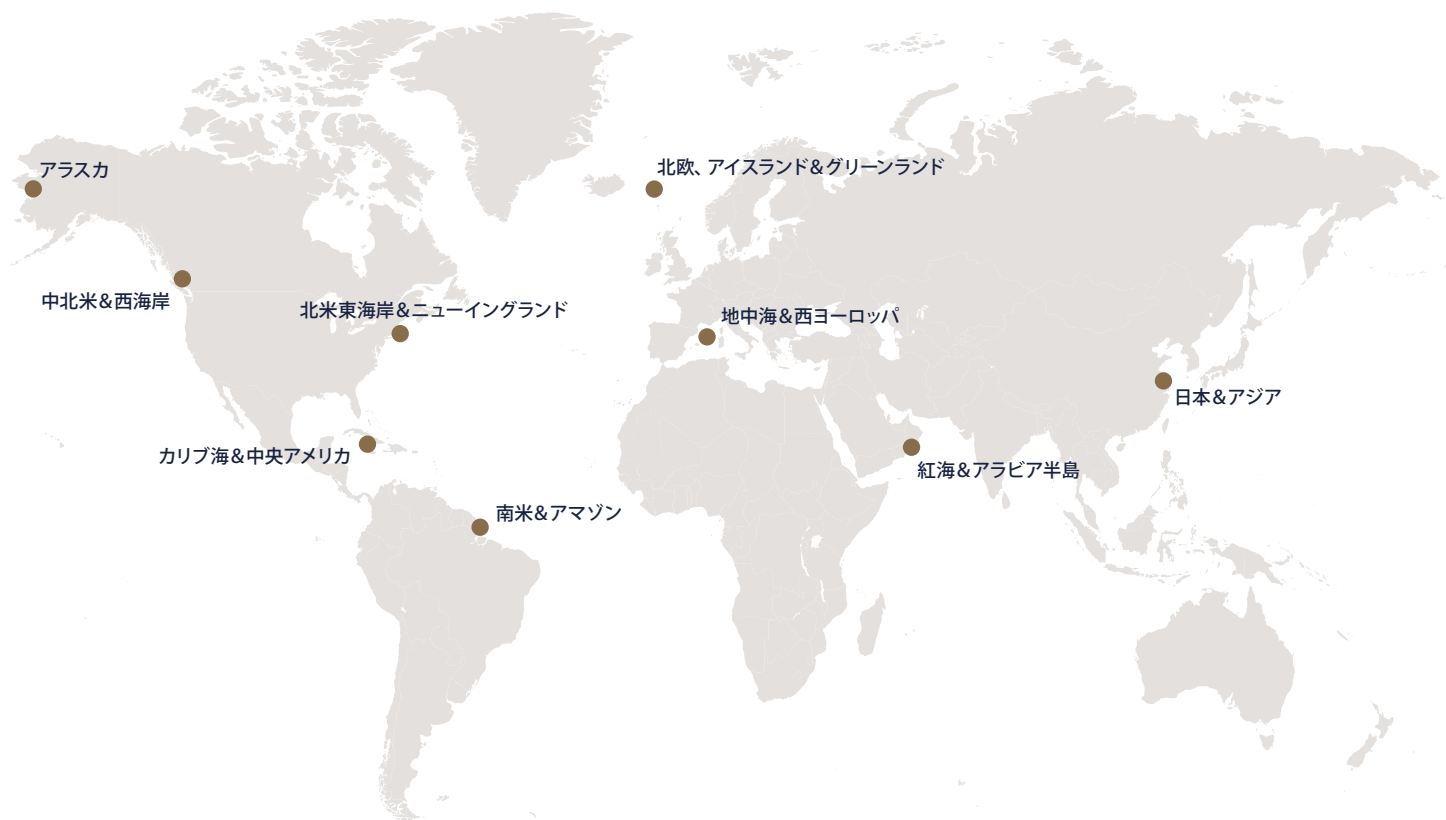 アラスカ
北欧、アイスランド&グリーンランド
中北米&西海岸
北米東海岸&ニューイングランド
地中海&西ヨーロッパ
日本&アジア
カリブ海&中央アメリカ
紅海&アラビア半島
南米&アマゾン